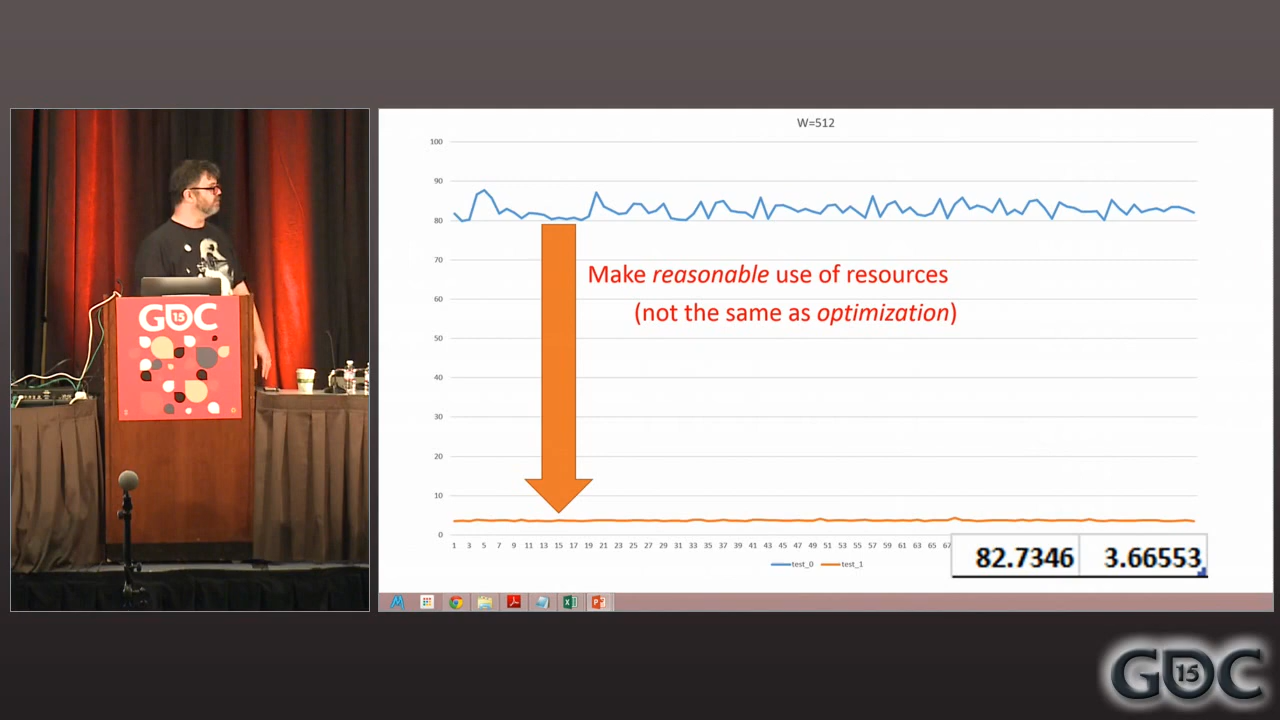 W=512
100
90
80
70
60
50
40
30
20
10
0
Make reasonable use of resources
(not the same as optimization)
1 3 5 7 9 11 13 15 17 19 21 23 25 27 29 31 33 35 37 39 41 43 45 47 49 51 53 55 57 59 61 63 65 67
test_0 test_1
82.7346 3.66553
GDC
15
GDC
15